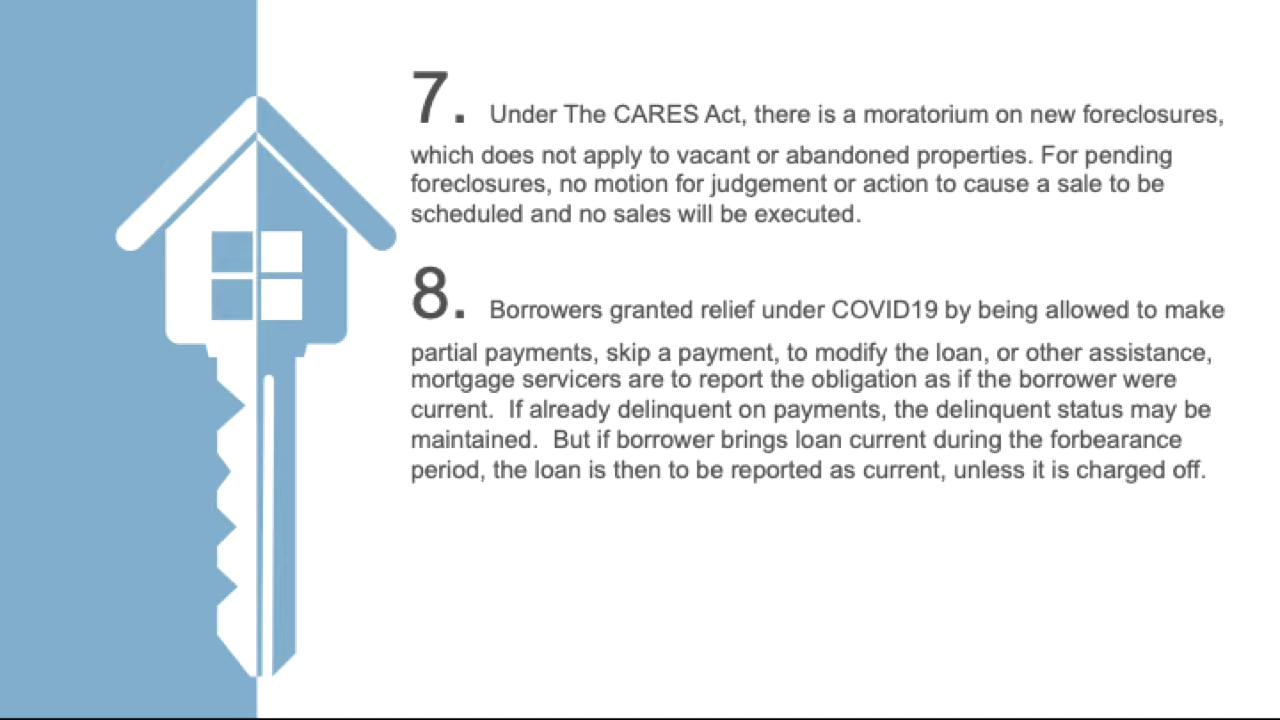 7. Under The CARES Act, there is a moratorium on new foreclosures,
which does not apply to vacant or abandoned properties. For pending
foreclosures, no motion for judgement or action to cause a sale to be
scheduled and no sales will be executed.
8. Borrowers granted relief under COVID19 by being allowed to make
partial payments, skip a payment, to modify the loan, or other assistance,
mortgage servicers are to report the obligation as if the borrower were
current.  If already delinquent on payments, the delinquent status may be
maintained.  But if borrower brings loan current during the forbearance
period, the loan is then to be reported as current, unless it is charged off.